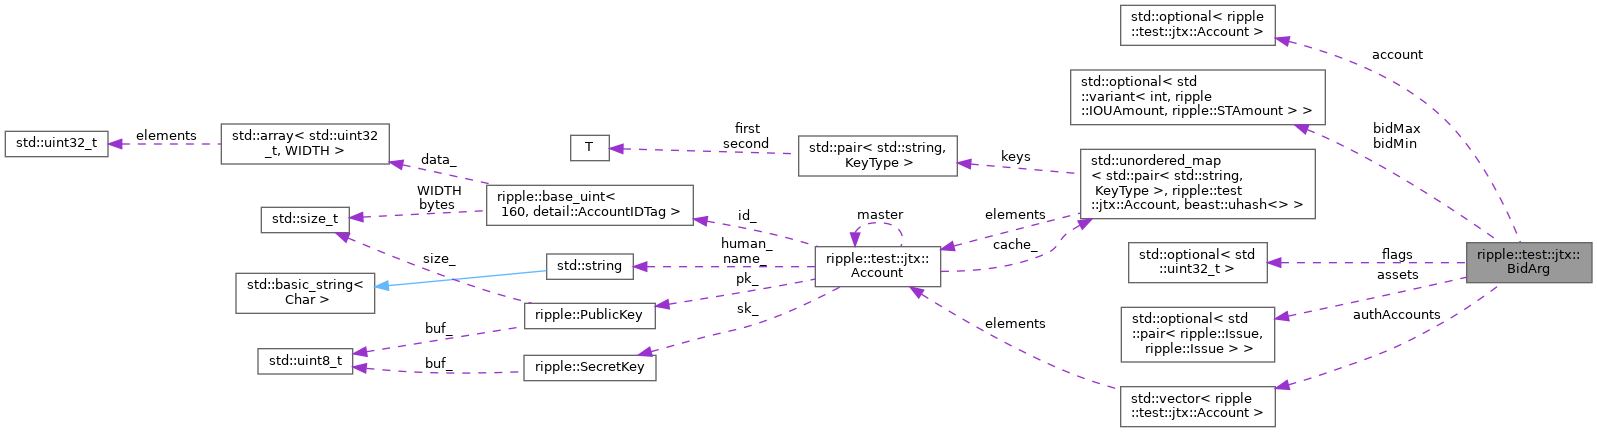 std::optional< ripple
::test::jtx::Account >
account
std::optional< std
::variant< int, ripple
::IOUAmount, ripple::STAmount > >
bidMax
bidMin
std::uint32_t
elements
std::array< std::uint32
_t, WIDTH >
data_
T
first
second
std::pair< std::string,
KeyType >
keys
std::unordered_map
< std::pair< std::string,
KeyType >, ripple::test
::jtx::Account, beast::uhash<> >
WIDTH
bytes
ripple::base_uint<
160, detail::AccountIDTag >
std::size_t
id_
master
elements
cache_
human_
name_
ripple::test::jtx::
Account
std::optional< std
::uint32_t >
flags
ripple::test::jtx::
BidArg
assets
size_
std::string
std::basic_string<
Char >
pk_
sk_
ripple::PublicKey
buf_
std::uint8_t
buf_
ripple::SecretKey
elements
std::optional< std
::pair< ripple::Issue,
ripple::Issue > >
authAccounts
std::vector< ripple
::test::jtx::Account >